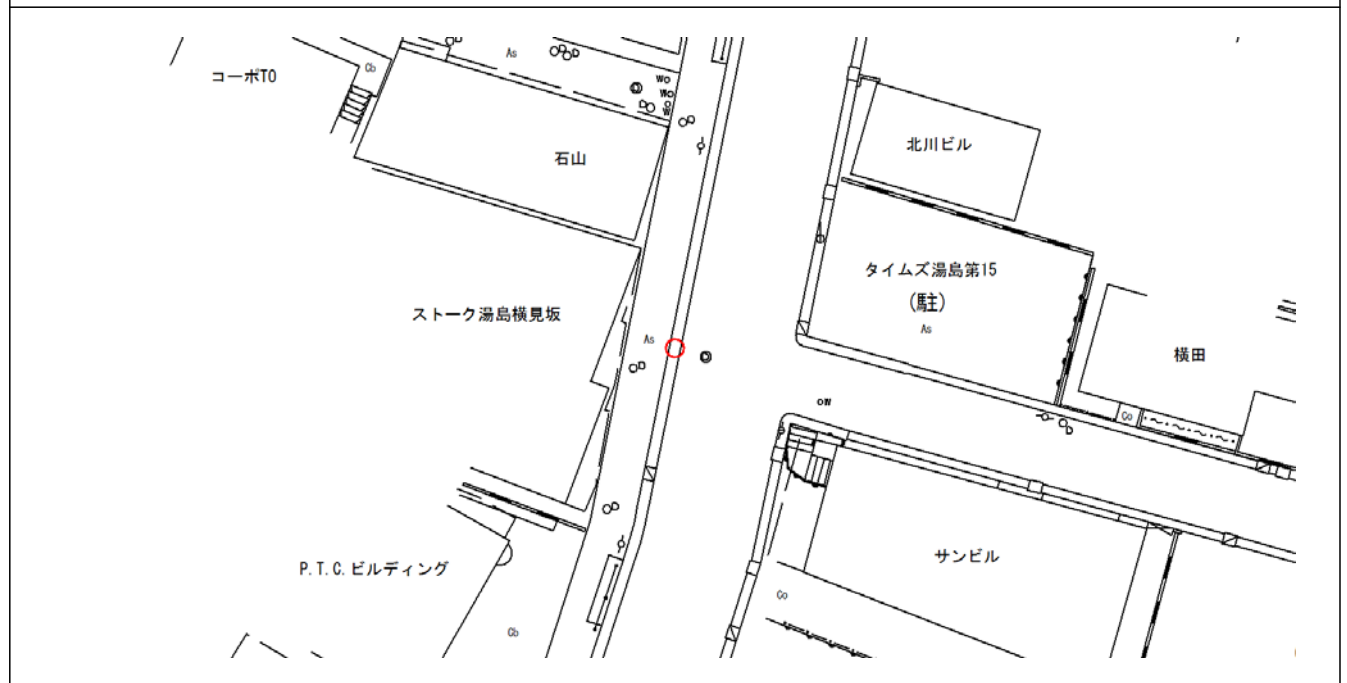 コーポTO
Cb
As
WO
WO
W
石山
北川ビル
タイムズ湯島第15
(駐)
As
ストーク湯島横見坂
As
横田
OW
Co
P.T.C.ビルディング
サンビル
Co
Cb